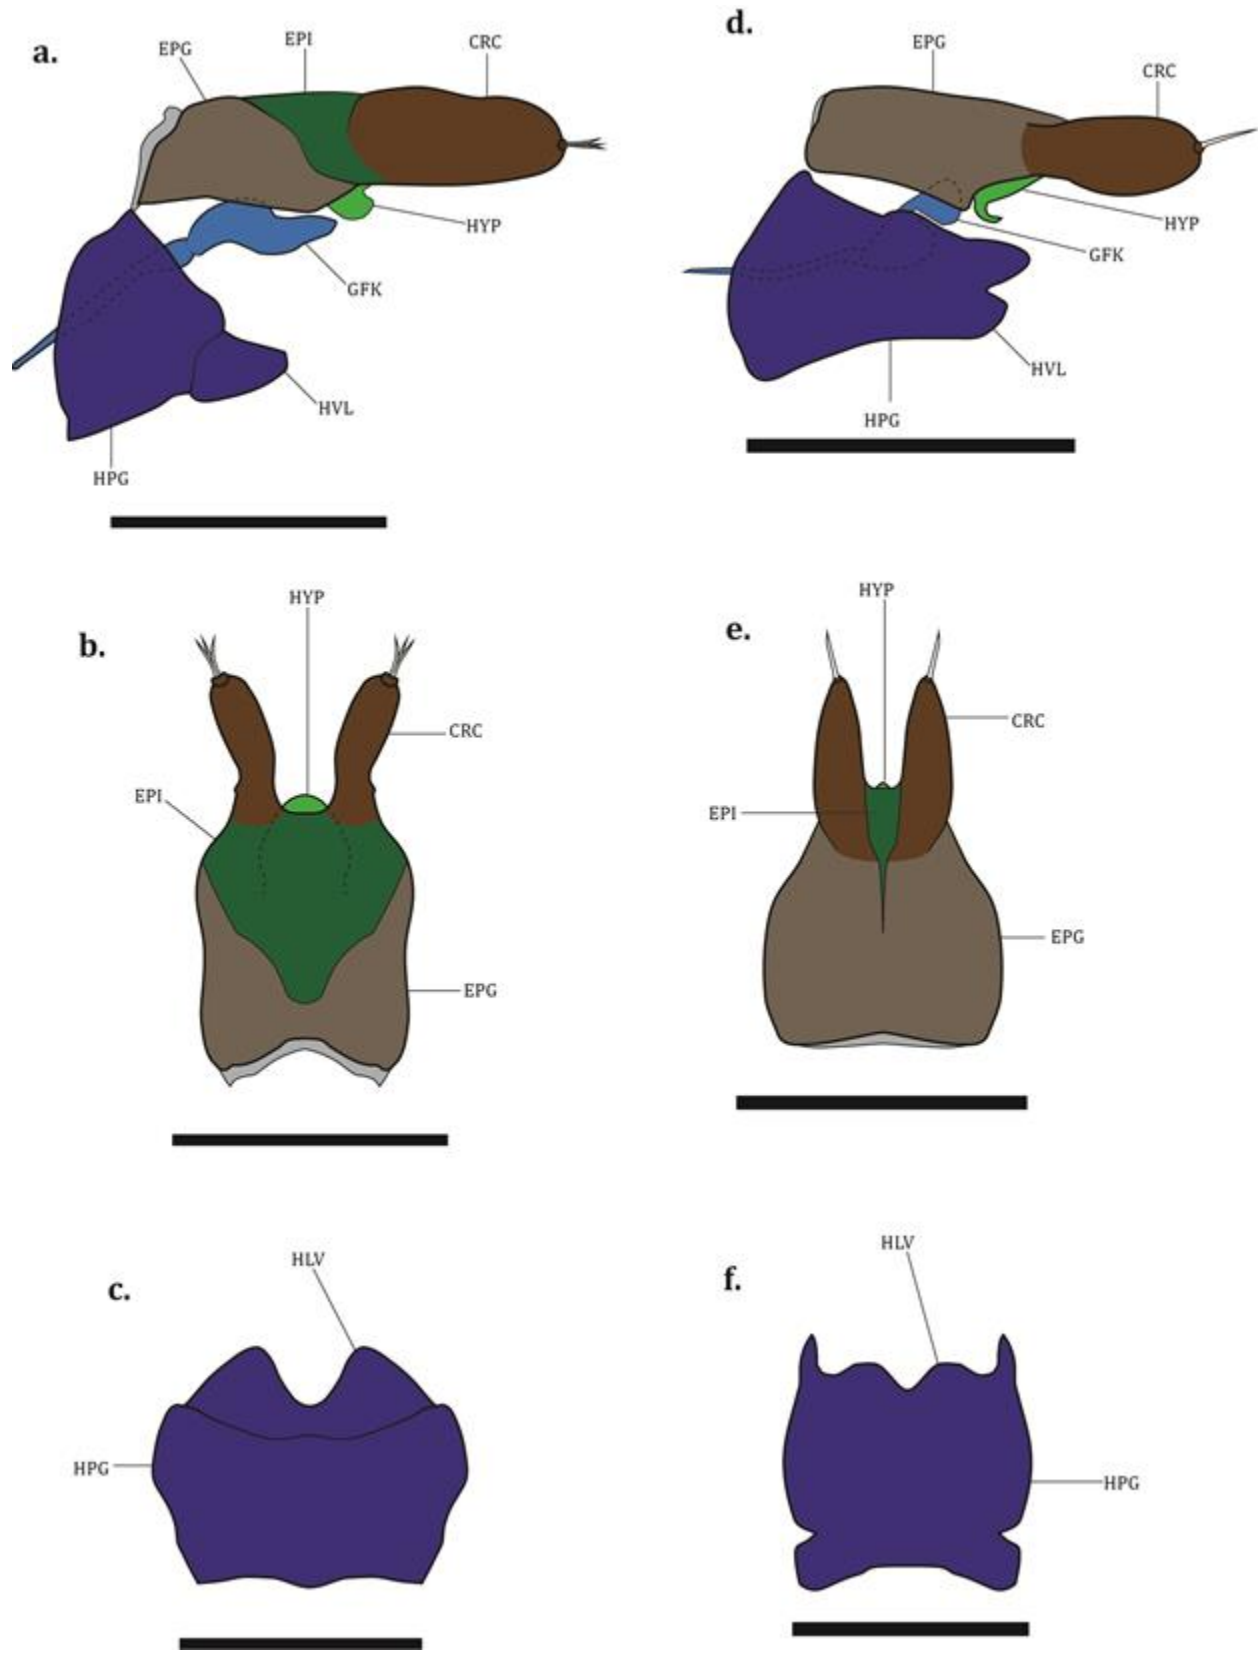 a.
EPG
EPI
CRC
HYP
GFK
HVL
HPG
d.
EPG
CRC
HYP
GFK
HVL
HPG
b.
HYP
CRC
EPI
EPG
e.
HYP
CRC
EPI
EPG
c.
HLV
HPG
f.
HLV
HPG